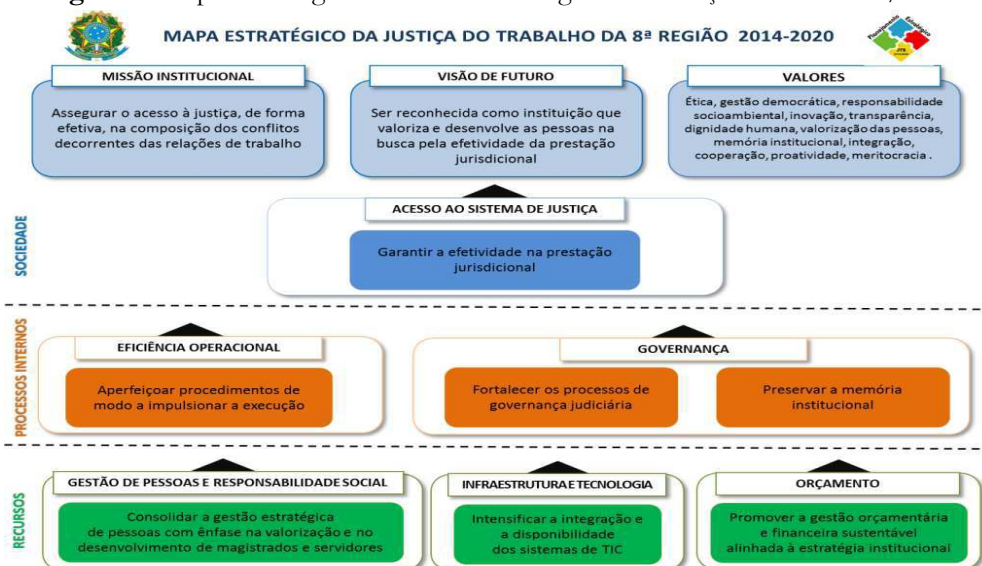 MAPA ESTRATÉGICO DA JUSTIÇA DO TRABALHO DA 8ª REGIÃO 2014-2020
MISSÃO INSTITUCIONAL
Assegurar o acesso à justiça, de forma
efetiva, na composição dos conflitos
decorrentes das relações de trabalho
VISÃO DE FUTURO
Ser reconhecida como instituição que
valoriza e desenvolve as pessoas na
busca pela efetividade da prestação
jurisdicional
VALORES
Ética, gestão democrática, responsabilidade
socioambiental, inovação, transparência,
dignidade humana, valorização das pessoas,
memória institucional, integração,
cooperação, proatividade, meritocracia .
SOCIEDADE
ACESSO AO SISTEMA DE JUSTIÇA
Garantir a efetividade na prestação
jurisdicional
PROCESSOS INTERNOS
EFICIÊNCIA OPERACIONAL
Aperfeiçoar procedimentos de
modo a impulsionar a execução
GOVERNANÇA
Fortalecer os processos de
governança judiciária
Preservar a memória
institucional
RECURSOS
GESTÃO DE PESSOAS E RESPONSABILIDADE SOCIAL
Consolidar a gestão estratégica
de pessoas com ênfase na valorização e no
desenvolvimento de magistrados e servidores
INFRAESTRUTURA E TECNOLOGIA
Intensificar a integração e
a disponibilidade
dos sistemas de TIC
ORÇAMENTO
Promover a gestão orçamentária
e financeira sustentável
alinhada à estratégia institucional